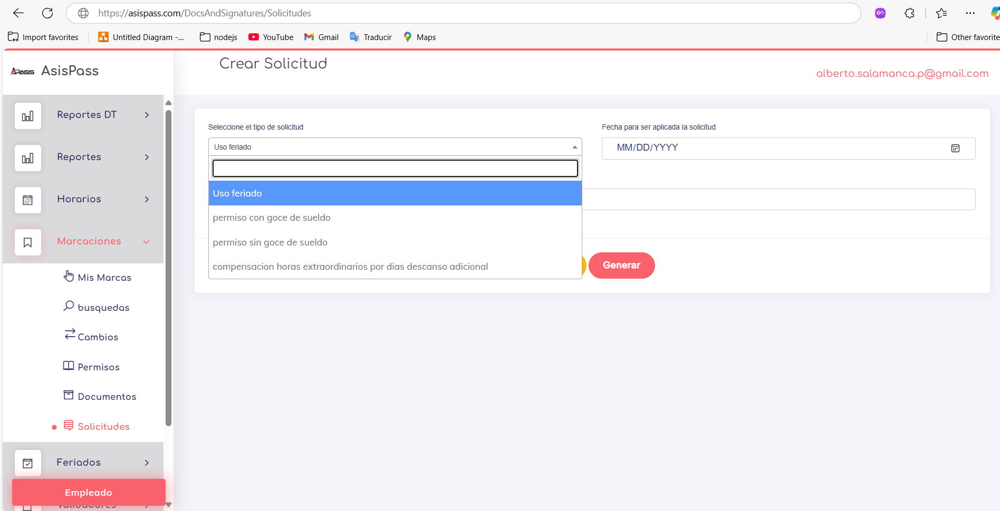 https://asispass.com/DocsAndSignatures/Solicitudes
Import favorites
Untitled Diagram -...
nodejs
YouTube
Gmail
Traducir
Maps
Other favorite
APASS AsisPass
Crear Solicitud
alberto.salamanca.p@gmail.com
Reportes DT
Reportes
Horarios
Marcaciones
Mis Marcas
busquedas
Cambios
Permisos
Documentos
Solicitudes
Feriados
Empleado
Validadores
Seleccione el tipo de solicitud
Uso feriado
Uso feriado
permiso con goce de sueldo
permiso sin goce de sueldo
compensacion horas extraordinarios por dias descanso adicional
Fecha para ser aplicada la solicitud
MM/DD/YYYY
Generar